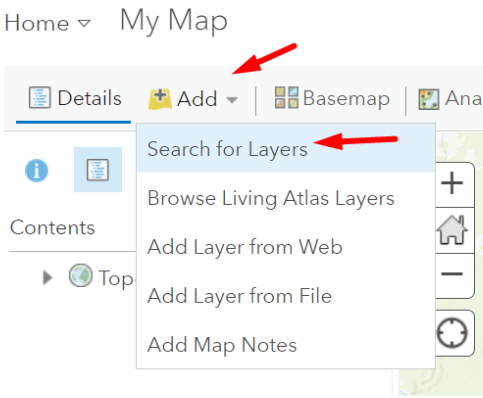 Home My Map
Details Add Basemap Ana
Search for Layers
Browse Living Atlas Layers
Contents
Add Layer from Web
Top
Add Layer from File
Add Map Notes